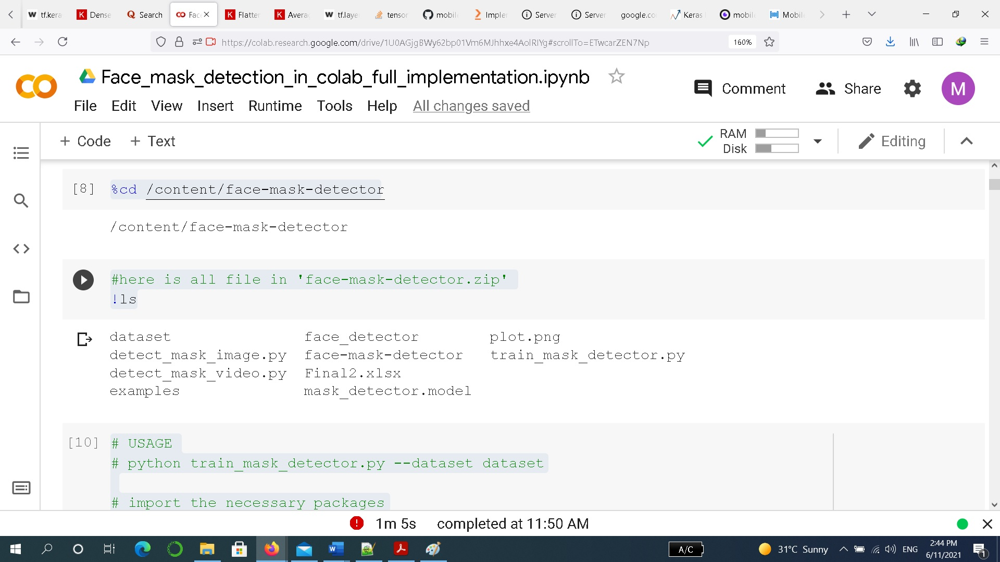 tf.kera
Dense
Search
Fac
Flatter
Avera
tf.laye
tensor
mobil
Impler
Server
Server
google.co
Keras
mobil
Mobil
https://colab.research.google.com/drive/1U0AGjgBWy62bp01Vm6MJhhxe4AolRIYg#scrollTo=ETwcarZEN7Np
160%
Face_mask_detection_in_colab_full_implementation.ipynb
Comment
Share
M
File Edit View Insert Runtime Tools Help All changes saved
+ Code + Text
RAM
Disk
Editing
[8] %cd /content/face-mask-detector
/content/face-mask-detector
#here is all file in 'face-mask-detector.zip'
!ls
dataset face_detector plot.png
detect_mask_image.py face-mask-detector train_mask_detector.py
detect_mask_video.py Final2.xlsx
examples mask_detector.model
[10] # USAGE
# python train_mask_detector.py --dataset dataset
# import the necessary packages
1m 5s completed at 11:50 AM
A/C
31°C Sunny
ENG
2:44 PM
6/11/2021
1